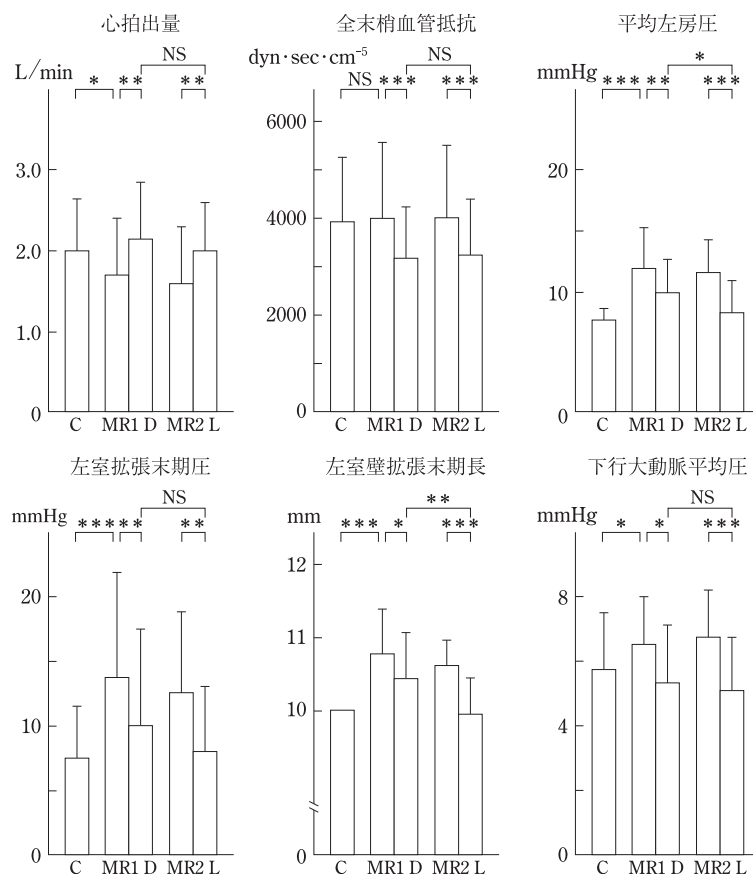 心拍出量
L/min
*
**
NS
**
3.0
2.0
1.0
0
C MR1 D MR2 L
全末梢血管抵抗
dyn·sec·cm⁻⁵
NS
***
NS
***
6000
4000
2000
0
C MR1 D MR2 L
平均左房圧
mmHg
***
**
*
***
20
10
0
C MR1 D MR2 L
左室拡張末期圧
mmHg
***
**
NS
**
20
10
0
C MR1 D MR2 L
左室壁拡張末期長
mm
***
*
**
***
12
11
10
0
C MR1 D MR2 L
下行大動脈平均圧
mmHg
*
*
NS
***
8
4
0
C MR1 D MR2 L